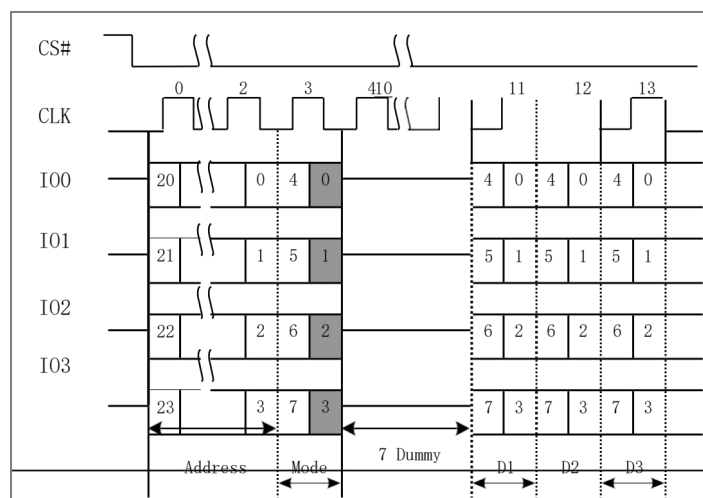 CS#
0 2 3 410 11 12 13
CLK
IO0 20 0 4 0 4 0 4 0 4 0
IO1 21 1 5 1 5 1 5 1 5 1
IO2 22 2 6 2 6 2 6 2 6 2
IO3 23 3 7 3 7 3 7 3 7 3
Address Mode 7 Dummy D1 D2 D3